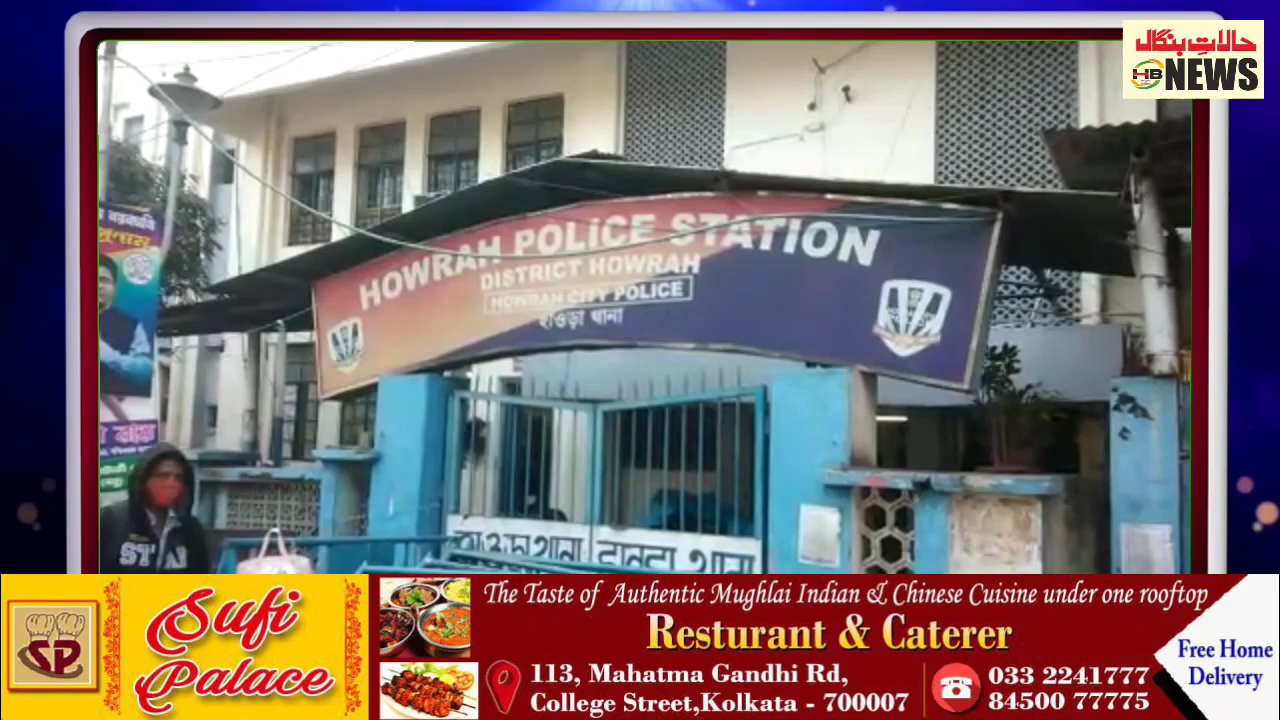 حالاتِ بنگال
HB NEWS
HOWRAH POLICE STATION
DISTRICT HOWRAH
HOWRAH CITY POLICE
হাওড়া থানা
হাওড়া থানা
Sufi
Palace
SP
The Taste of Authentic Mughlai Indian & Chinese Cuisine under one rooftop
Resturant & Caterer
113, Mahatma Gandhi Rd,
College Street,Kolkata - 700007
033 2241777
84500 77775
Free Home
Delivery